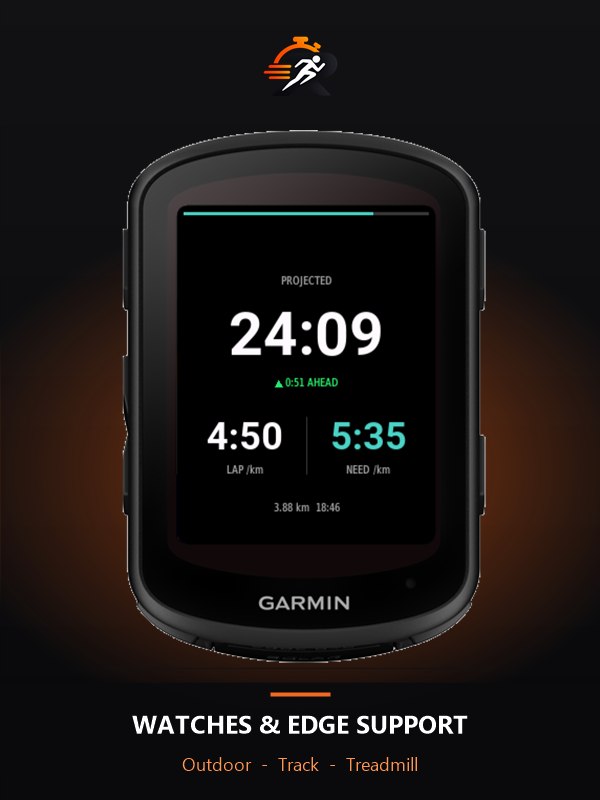 PROJECTED
24:09
▲ 0:51 AHEAD
4:50 5:35
LAP /km NEED /km
3.88 km 18:46
GARMIN
WATCHES & EDGE SUPPORT
Outdoor - Track - Treadmill